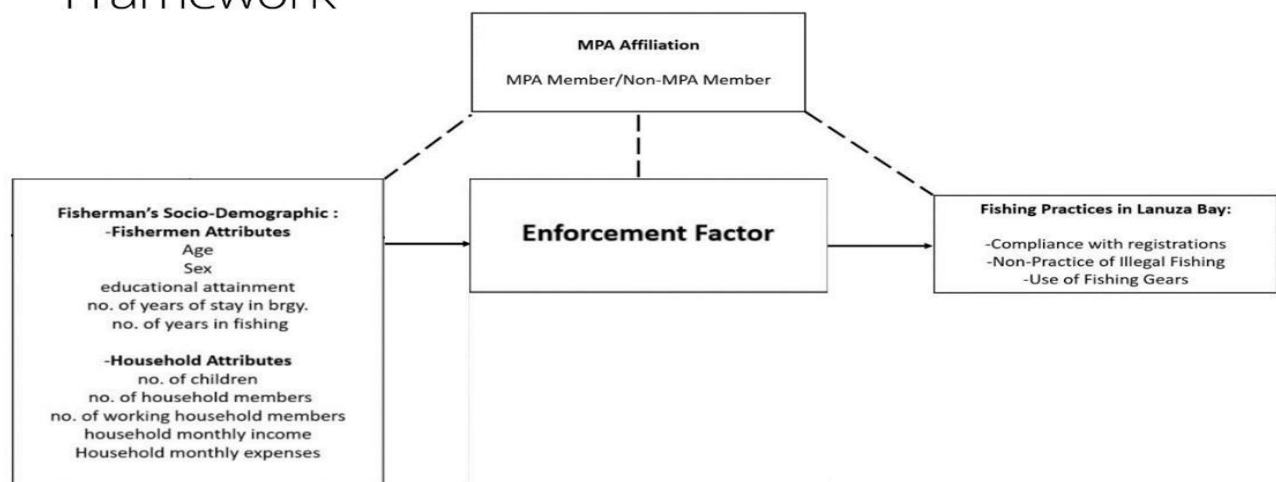 Framework
MPA Affiliation
MPA Member/Non-MPA Member
Fisherman's Socio-Demographic :
-Fishermen Attributes
Age
Sex
educational attainment
no. of years of stay in brgy.
no. of years in fishing
-Household Attributes
no. of children
no. of household members
no. of working household members
household monthly income
Household monthly expenses
Enforcement Factor
Fishing Practices in Lanuza Bay:
-Compliance with registrations
-Non-Practice of Illegal Fishing
-Use of Fishing Gears